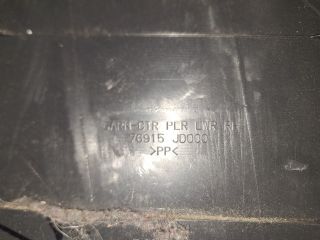 GARN-CTR PLR LWR RH
76915 JD000
>PP<